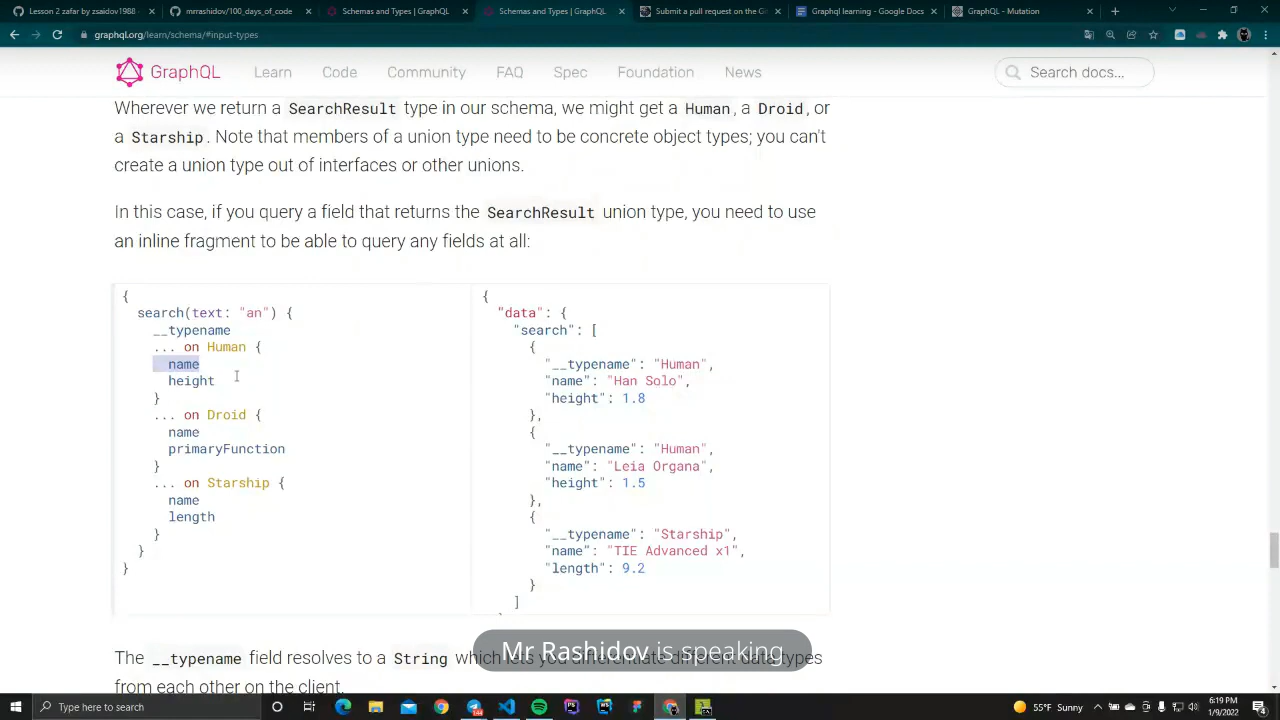 Lesson 2 zafar by zsaidov1988
mrrashidov/100_days_of_code
Schemas and Types | GraphQL
Schemas and Types | GraphQL
Submit a pull request on the Gi
Graphql learning - Google Docs
GraphQL - Mutation
graphql.org/learn/schema/#input-types
GraphQL Learn Code Community FAQ Spec Foundation News Search docs...
Wherever we return a SearchResult type in our schema, we might get a Human, a Droid, or
a Starship. Note that members of a union type need to be concrete object types; you can't
create a union type out of interfaces or other unions.
In this case, if you query a field that returns the SearchResult union type, you need to use
an inline fragment to be able to query any fields at all:
{
search(text: "an") {
__typename
... on Human {
name
height
}
... on Droid {
name
primaryFunction
}
... on Starship {
name
length
}
}
}
{
"data": {
"search": [
{
"__typename": "Human",
"name": "Han Solo",
"height": 1.8
},
{
"__typename": "Human",
"name": "Leia Organa",
"height": 1.5
},
{
"__typename": "Starship",
"name": "TIE Advanced x1",
"length": 9.2
}
]
The __typename field resolves to a String which lets you differentiate different data types
from each other on the client.
Mr Rashidov is speaking
Type here to search
55°F Sunny
6:19 PM
1/9/2022